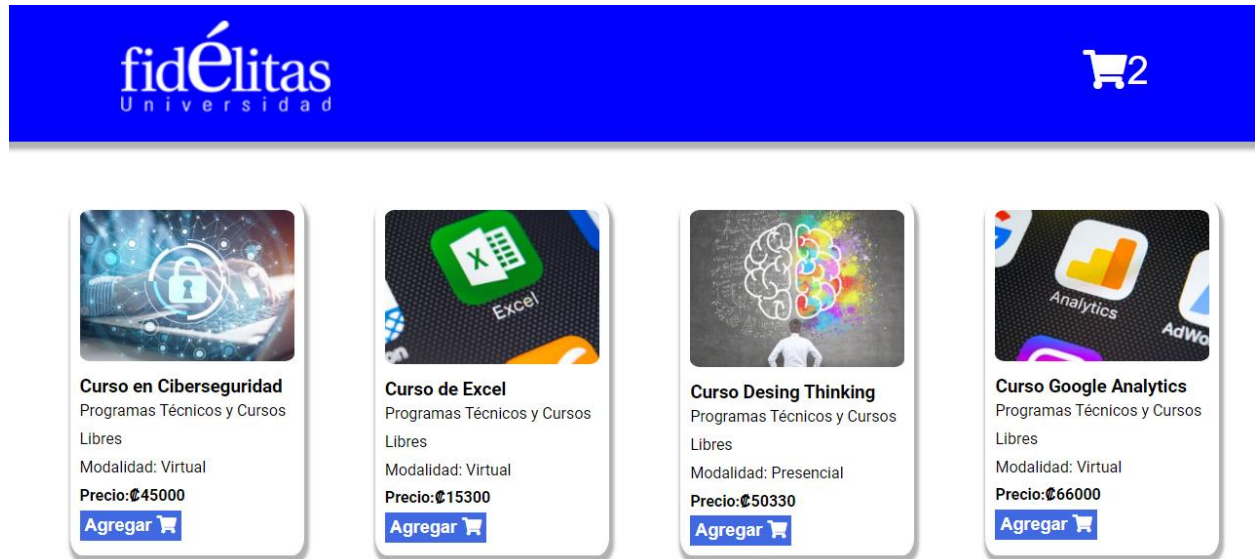 fidélitas
Universidad
2
Excel
Analytics
Curso en Ciberseguridad
Programas Técnicos y Cursos
Libres
Modalidad: Virtual
Precio:₡45000
Agregar
Curso de Excel
Programas Técnicos y Cursos
Libres
Modalidad: Virtual
Precio:₡15300
Agregar
Curso Desing Thinking
Programas Técnicos y Cursos
Libres
Modalidad: Presencial
Precio:₡50330
Agregar
Curso Google Analytics
Programas Técnicos y Cursos
Libres
Modalidad: Virtual
Precio:₡66000
Agregar